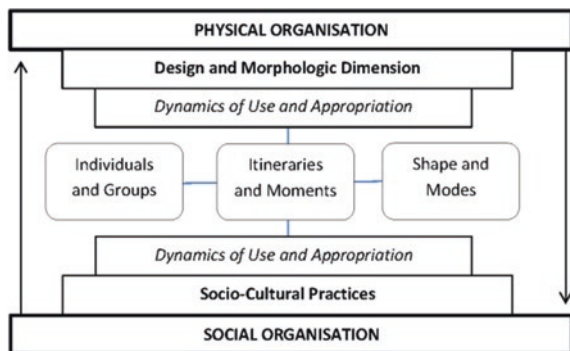 PHYSICAL ORGANISATION
Design and Morphologic Dimension
Dynamics of Use and Appropriation
Individuals
and Groups
Itineraries
and Moments
Shape and
Modes
Dynamics of Use and Appropriation
Socio-Cultural Practices
SOCIAL ORGANISATION